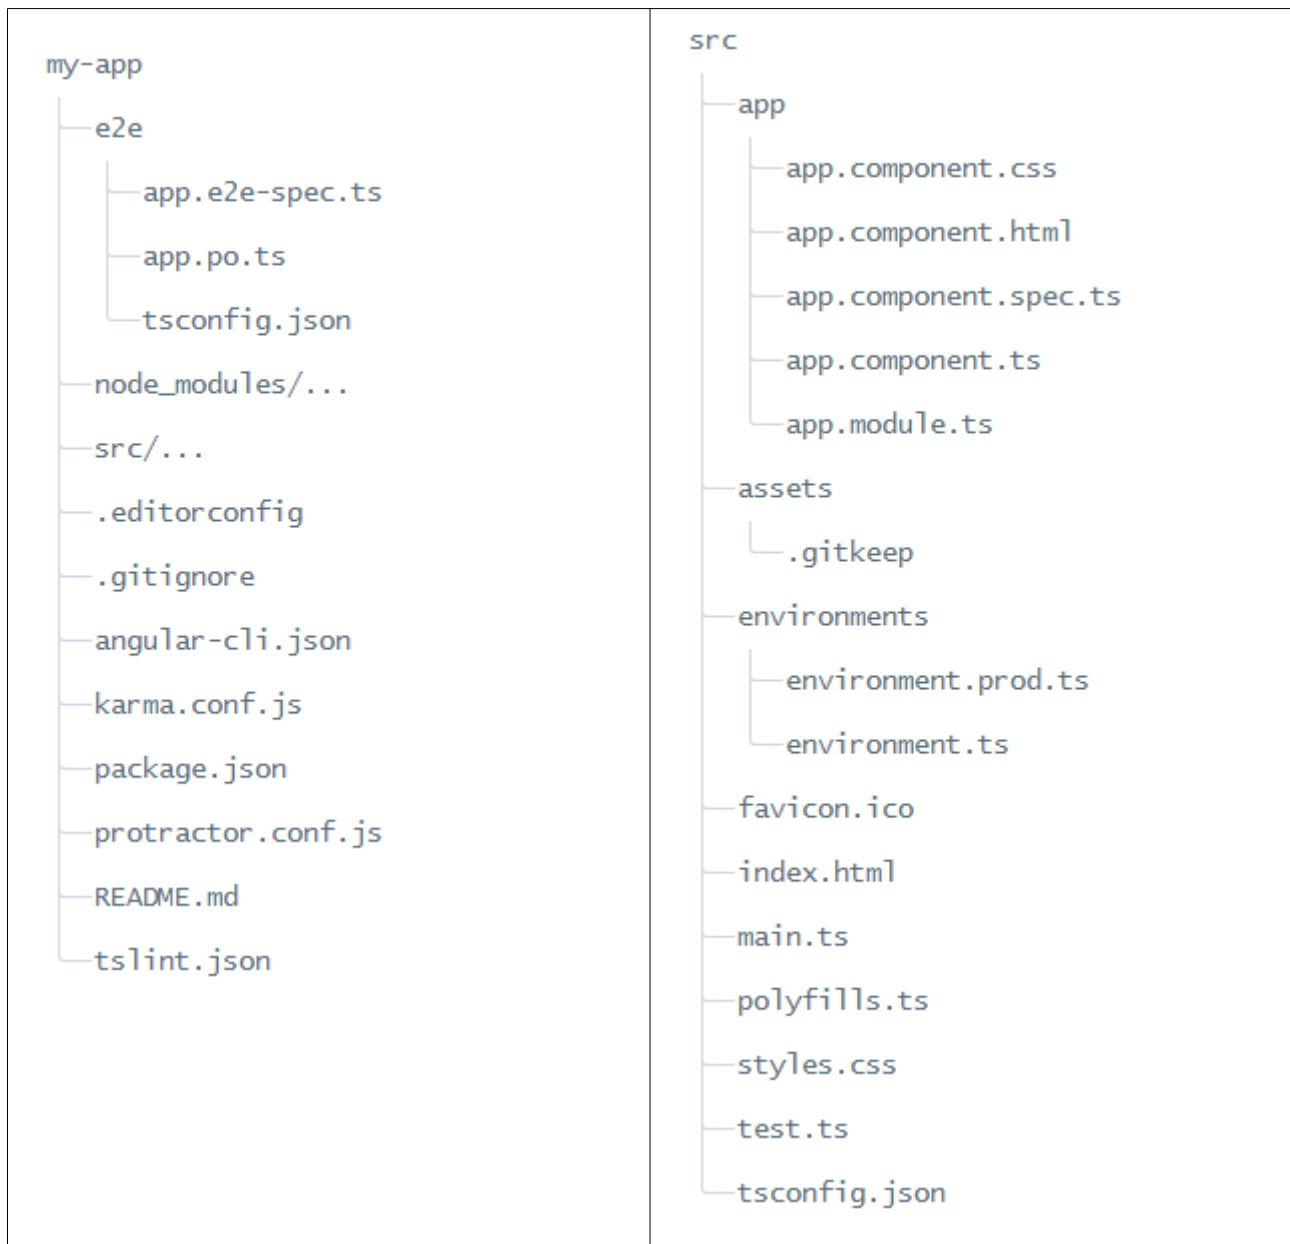 my-app
e2e
app.e2e-spec.ts
app.po.ts
tsconfig.json
node_modules/...
src/...
.editorconfig
.gitignore
angular-cli.json
karma.conf.js
package.json
protractor.conf.js
README.md
tslint.json
src
app
app.component.css
app.component.html
app.component.spec.ts
app.component.ts
app.module.ts
assets
.gitkeep
environments
environment.prod.ts
environment.ts
favicon.ico
index.html
main.ts
polyfills.ts
styles.css
test.ts
tsconfig.json